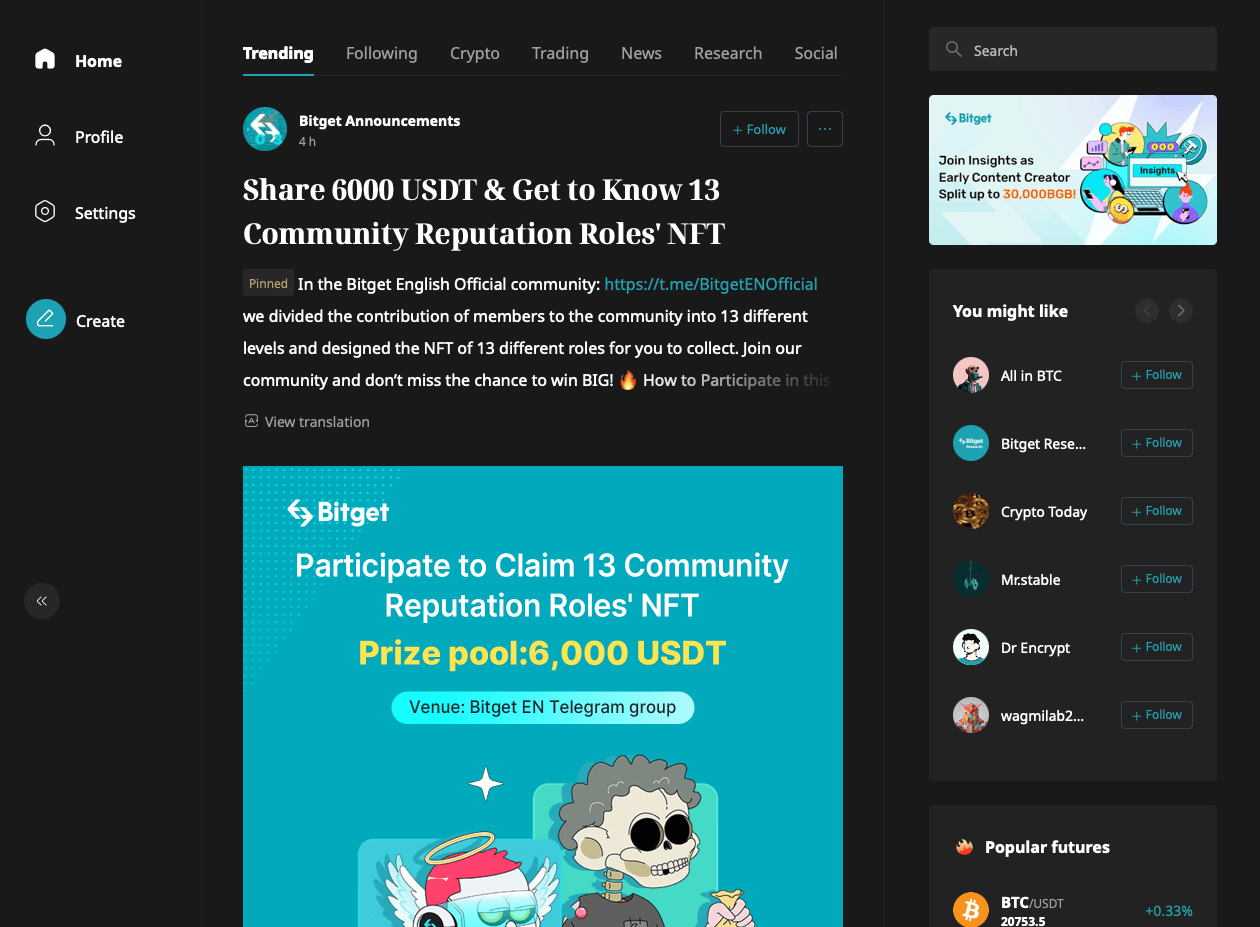 Home
Profile
Settings
Create
Trending Following Crypto Trading News Research Social
Bitget Announcements
4 h
+ Follow
...
Share 6000 USDT & Get to Know 13
Community Reputation Roles' NFT
Pinned In the Bitget English Official community: https://t.me/BitgetENOfficial
we divided the contribution of members to the community into 13 different
levels and designed the NFT of 13 different roles for you to collect. Join our
community and don’t miss the chance to win BIG! 🔥 How to Participate in this
View translation
Bitget
Participate to Claim 13 Community
Reputation Roles' NFT
Prize pool:6,000 USDT
Venue: Bitget EN Telegram group
Search
Bitget
Join Insights as
Early Content Creator
Split up to 30,000BGB!
Insights
You might like
All in BTC + Follow
Bitget Rese... + Follow
Crypto Today + Follow
Mr.stable + Follow
Dr Encrypt + Follow
wagmilab2... + Follow
Popular futures
BTC/USDT
20753.5
+0.33%